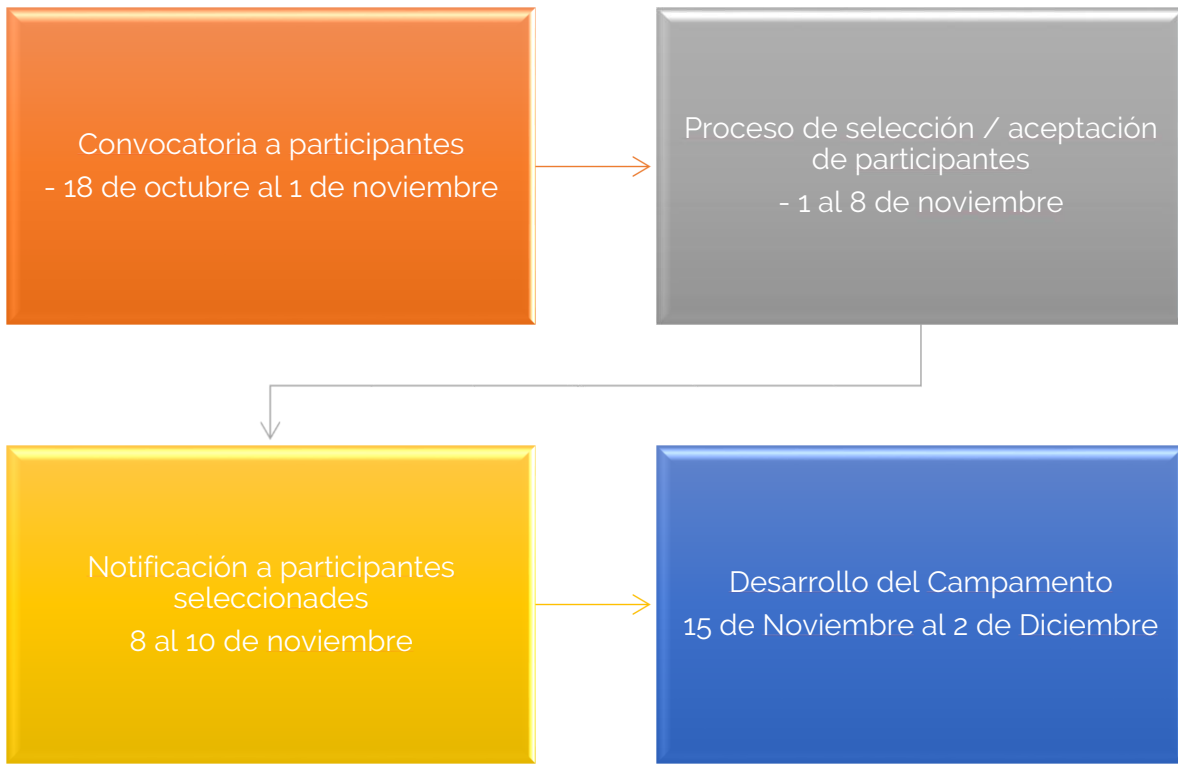 Convocatoria a participantes
- 18 de octubre al 1 de noviembre
Proceso de selección / aceptación
de participantes
- 1 al 8 de noviembre
Notificación a participantes
seleccionades
8 al 10 de noviembre
Desarrollo del Campamento
15 de Noviembre al 2 de Diciembre